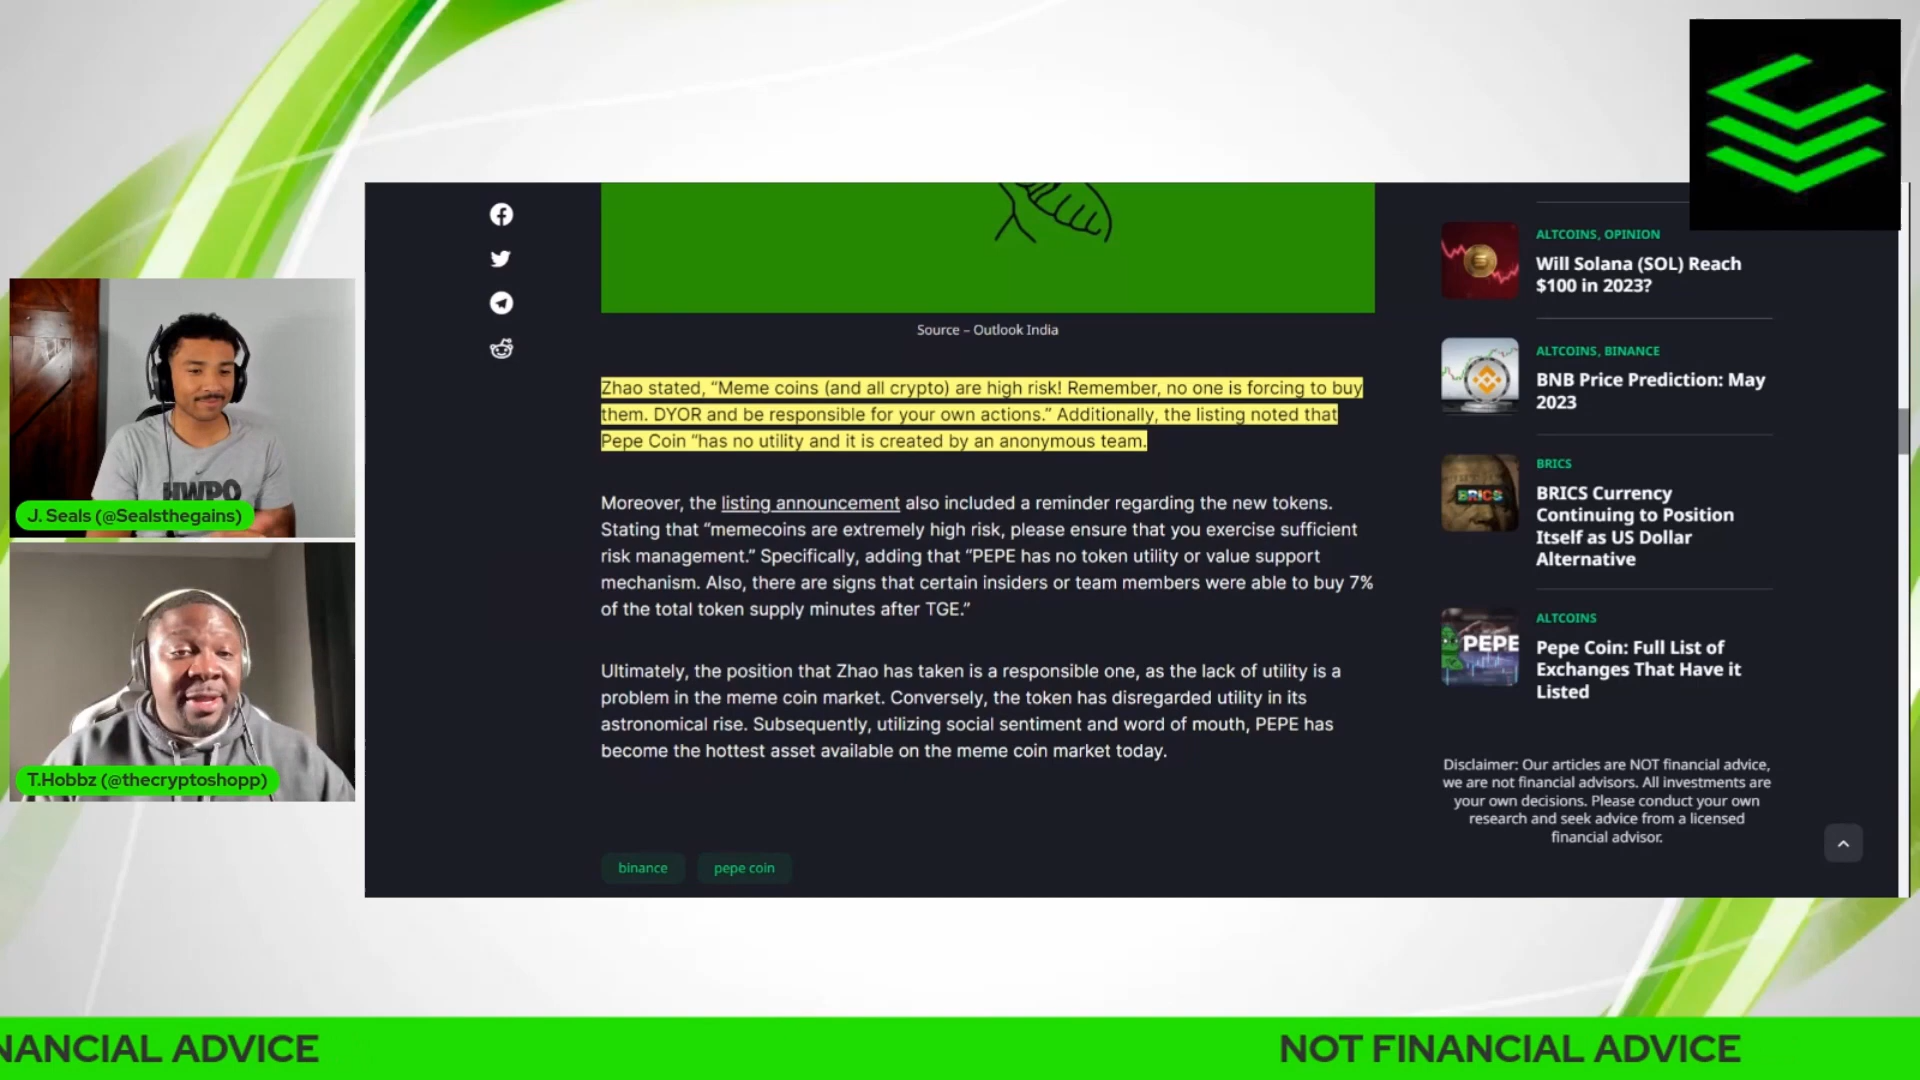 Source – Outlook India
Zhao stated, “Meme coins (and all crypto) are high risk! Remember, no one is forcing to buy
them. DYOR and be responsible for your own actions.” Additionally, the listing noted that
Pepe Coin “has no utility and it is created by an anonymous team.
Moreover, the listing announcement also included a reminder regarding the new tokens.
Stating that “memecoins are extremely high risk, please ensure that you exercise sufficient
risk management.” Specifically, adding that “PEPE has no token utility or value support
mechanism. Also, there are signs that certain insiders or team members were able to buy 7%
of the total token supply minutes after TGE.”
Ultimately, the position that Zhao has taken is a responsible one, as the lack of utility is a
problem in the meme coin market. Conversely, the token has disregarded utility in its
astronomical rise. Subsequently, utilizing social sentiment and word of mouth, PEPE has
become the hottest asset available on the meme coin market today.
binance
pepe coin
ALTCOINS, OPINION
Will Solana (SOL) Reach
$100 in 2023?
ALTCOINS, BINANCE
BNB Price Prediction: May
2023
BRICS
BRICS
BRICS Currency
Continuing to Position
Itself as US Dollar
Alternative
ALTCOINS
PEPE
Pepe Coin: Full List of
Exchanges That Have it
Listed
Disclaimer: Our articles are NOT financial advice,
we are not financial advisors. All investments are
your own decisions. Please conduct your own
research and seek advice from a licensed
financial advisor.
HWPO
J. Seals (@Sealsthegains)
T.Hobbz (@thecryptoshopp)
NANCIAL ADVICE
NOT FINANCIAL ADVICE